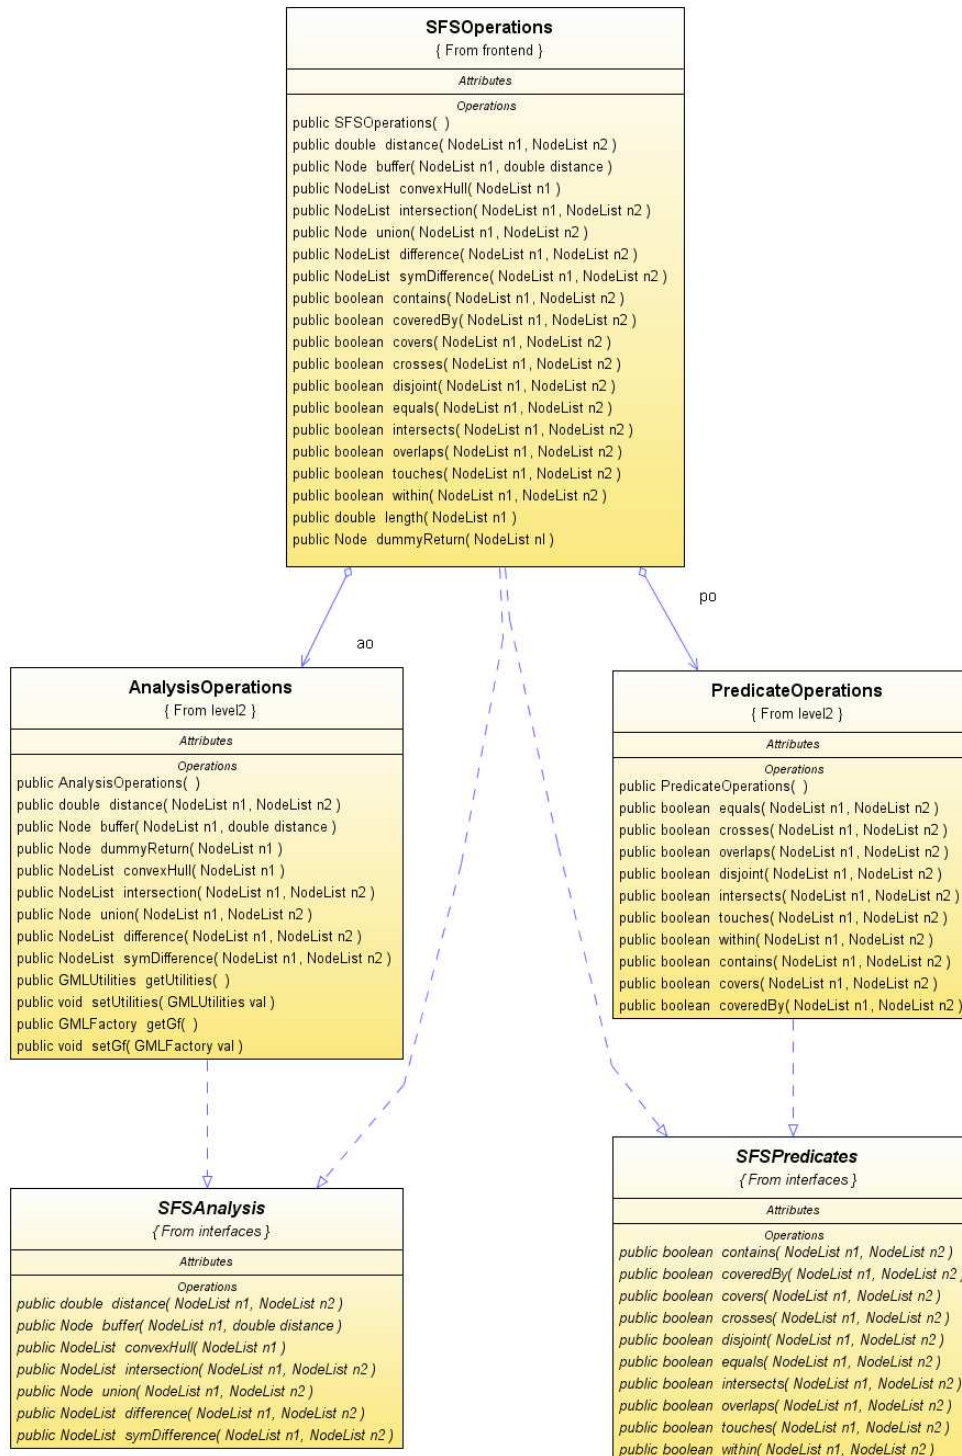 SFSOperations
{ From frontend }
Attributes
Operations
public SFSOperations( )
public double distance( NodeList n1, NodeList n2 )
public Node buffer( NodeList n1, double distance )
public NodeList convexHull( NodeList n1 )
public NodeList intersection( NodeList n1, NodeList n2 )
public Node union( NodeList n1, NodeList n2 )
public NodeList difference( NodeList n1, NodeList n2 )
public NodeList symDifference( NodeList n1, NodeList n2 )
public boolean contains( NodeList n1, NodeList n2 )
public boolean coveredBy( NodeList n1, NodeList n2 )
public boolean covers( NodeList n1, NodeList n2 )
public boolean crosses( NodeList n1, NodeList n2 )
public boolean disjoint( NodeList n1, NodeList n2 )
public boolean equals( NodeList n1, NodeList n2 )
public boolean intersects( NodeList n1, NodeList n2 )
public boolean overlaps( NodeList n1, NodeList n2 )
public boolean touches( NodeList n1, NodeList n2 )
public boolean within( NodeList n1, NodeList n2 )
public double length( NodeList n1 )
public Node dummyReturn( NodeList nl )
ao
po
AnalysisOperations
{ From level2 }
Attributes
Operations
public AnalysisOperations( )
public double distance( NodeList n1, NodeList n2 )
public Node buffer( NodeList n1, double distance )
public Node dummyReturn( NodeList n1 )
public NodeList convexHull( NodeList n1 )
public NodeList intersection( NodeList n1, NodeList n2 )
public Node union( NodeList n1, NodeList n2 )
public NodeList difference( NodeList n1, NodeList n2 )
public NodeList symDifference( NodeList n1, NodeList n2 )
public GMLUtilities getUtilities( )
public void setUtilities( GMLUtilities val )
public GMLFactory getGf( )
public void setGf( GMLFactory val )
PredicateOperations
{ From level2 }
Attributes
Operations
public PredicateOperations( )
public boolean equals( NodeList n1, NodeList n2 )
public boolean crosses( NodeList n1, NodeList n2 )
public boolean overlaps( NodeList n1, NodeList n2 )
public boolean disjoint( NodeList n1, NodeList n2 )
public boolean intersects( NodeList n1, NodeList n2 )
public boolean touches( NodeList n1, NodeList n2 )
public boolean within( NodeList n1, NodeList n2 )
public boolean contains( NodeList n1, NodeList n2 )
public boolean covers( NodeList n1, NodeList n2 )
public boolean coveredBy( NodeList n1, NodeList n2 )
SFSAnalysis
{ From interfaces }
Attributes
Operations
public double distance( NodeList n1, NodeList n2 )
public Node buffer( NodeList n1, double distance )
public NodeList convexHull( NodeList n1 )
public NodeList intersection( NodeList n1, NodeList n2 )
public Node union( NodeList n1, NodeList n2 )
public NodeList difference( NodeList n1, NodeList n2 )
public NodeList symDifference( NodeList n1, NodeList n2 )
SFSPredicates
{ From interfaces }
Attributes
Operations
public boolean contains( NodeList n1, NodeList n2 )
public boolean coveredBy( NodeList n1, NodeList n2 )
public boolean covers( NodeList n1, NodeList n2 )
public boolean crosses( NodeList n1, NodeList n2 )
public boolean disjoint( NodeList n1, NodeList n2 )
public boolean equals( NodeList n1, NodeList n2 )
public boolean intersects( NodeList n1, NodeList n2 )
public boolean overlaps( NodeList n1, NodeList n2 )
public boolean touches( NodeList n1, NodeList n2 )
public boolean within( NodeList n1, NodeList n2 )